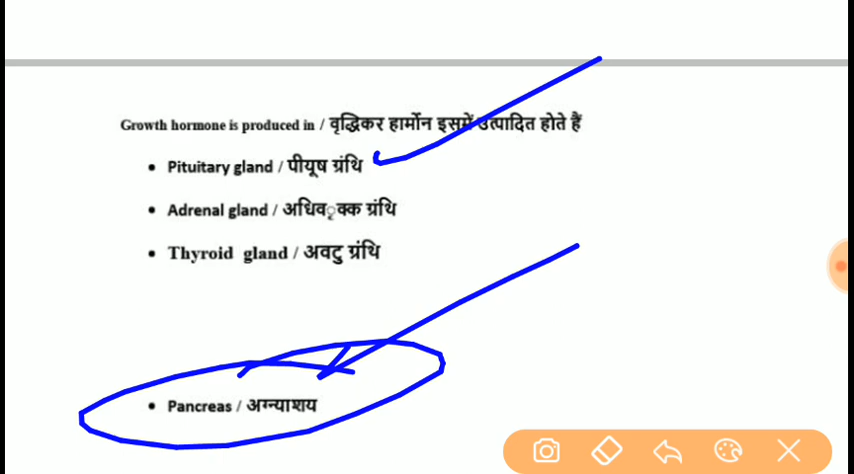 Growth hormone is produced in / वृद्धिकर हार्मोन इसमें उत्पादित होते हैं
• Pituitary gland / पीयूष ग्रंथि
• Adrenal gland / अधिव्ृक्क ग्रंथि
• Thyroid gland / अवटु ग्रंथि
• Pancreas / अग्न्याशय